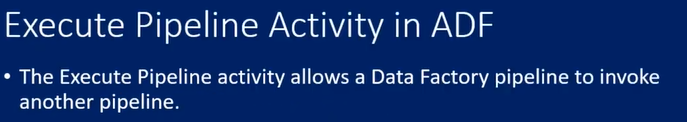 Execute Pipeline Activity in ADF
• The Execute Pipeline activity allows a Data Factory pipeline to invoke
another pipeline.